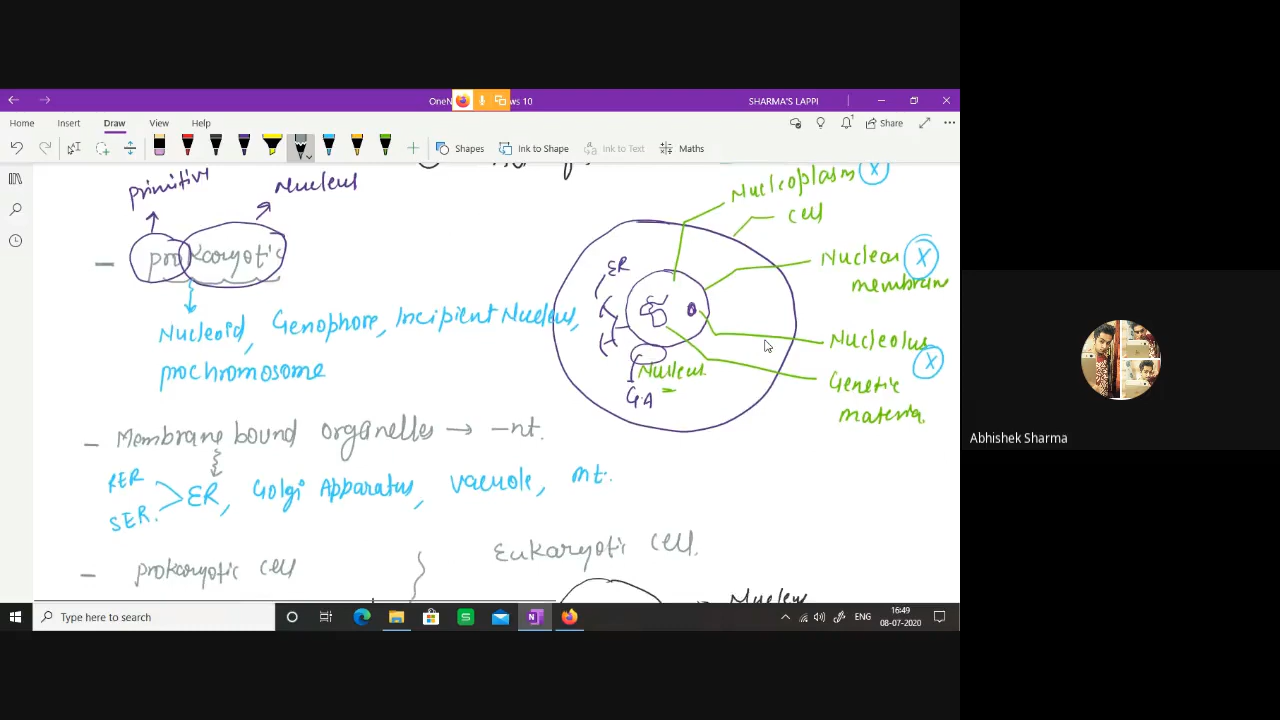 OneN
ws 10
SHARMA'S LAPPI
Home Insert Draw View Help
Share
Shapes
Ink to Shape
Ink to Text
Maths
primitive
Nucleus
Nucleoplasm X
cell
- prokaryotic
ER
Nuclear membrane X
Nucleoid, Genophore, Incipient Nucleus,
prochromosome
Nucleolus X
Nucleus
G.A
Genetic material
- Membrane bound organelles → -nt.
RER
SER.
ER, Golgi Apparatus, vacuole, mt.
- prokaryotic cell
Eukaryotic cell.
Nucleus
Type here to search
ENG
16:49
08-07-2020
Abhishek Sharma